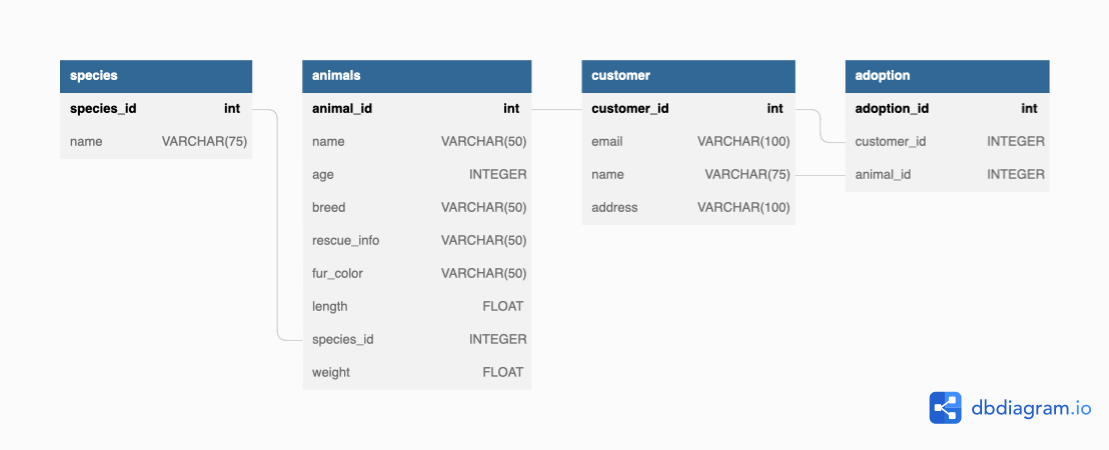 species
species_id int
name VARCHAR(75)
animals
animal_id int
name VARCHAR(50)
age INTEGER
breed VARCHAR(50)
rescue_info VARCHAR(50)
fur_color VARCHAR(50)
length FLOAT
species_id INTEGER
weight FLOAT
customer
customer_id int
email VARCHAR(100)
name VARCHAR(75)
address VARCHAR(100)
adoption
adoption_id int
customer_id INTEGER
animal_id INTEGER
dbdiagram.io